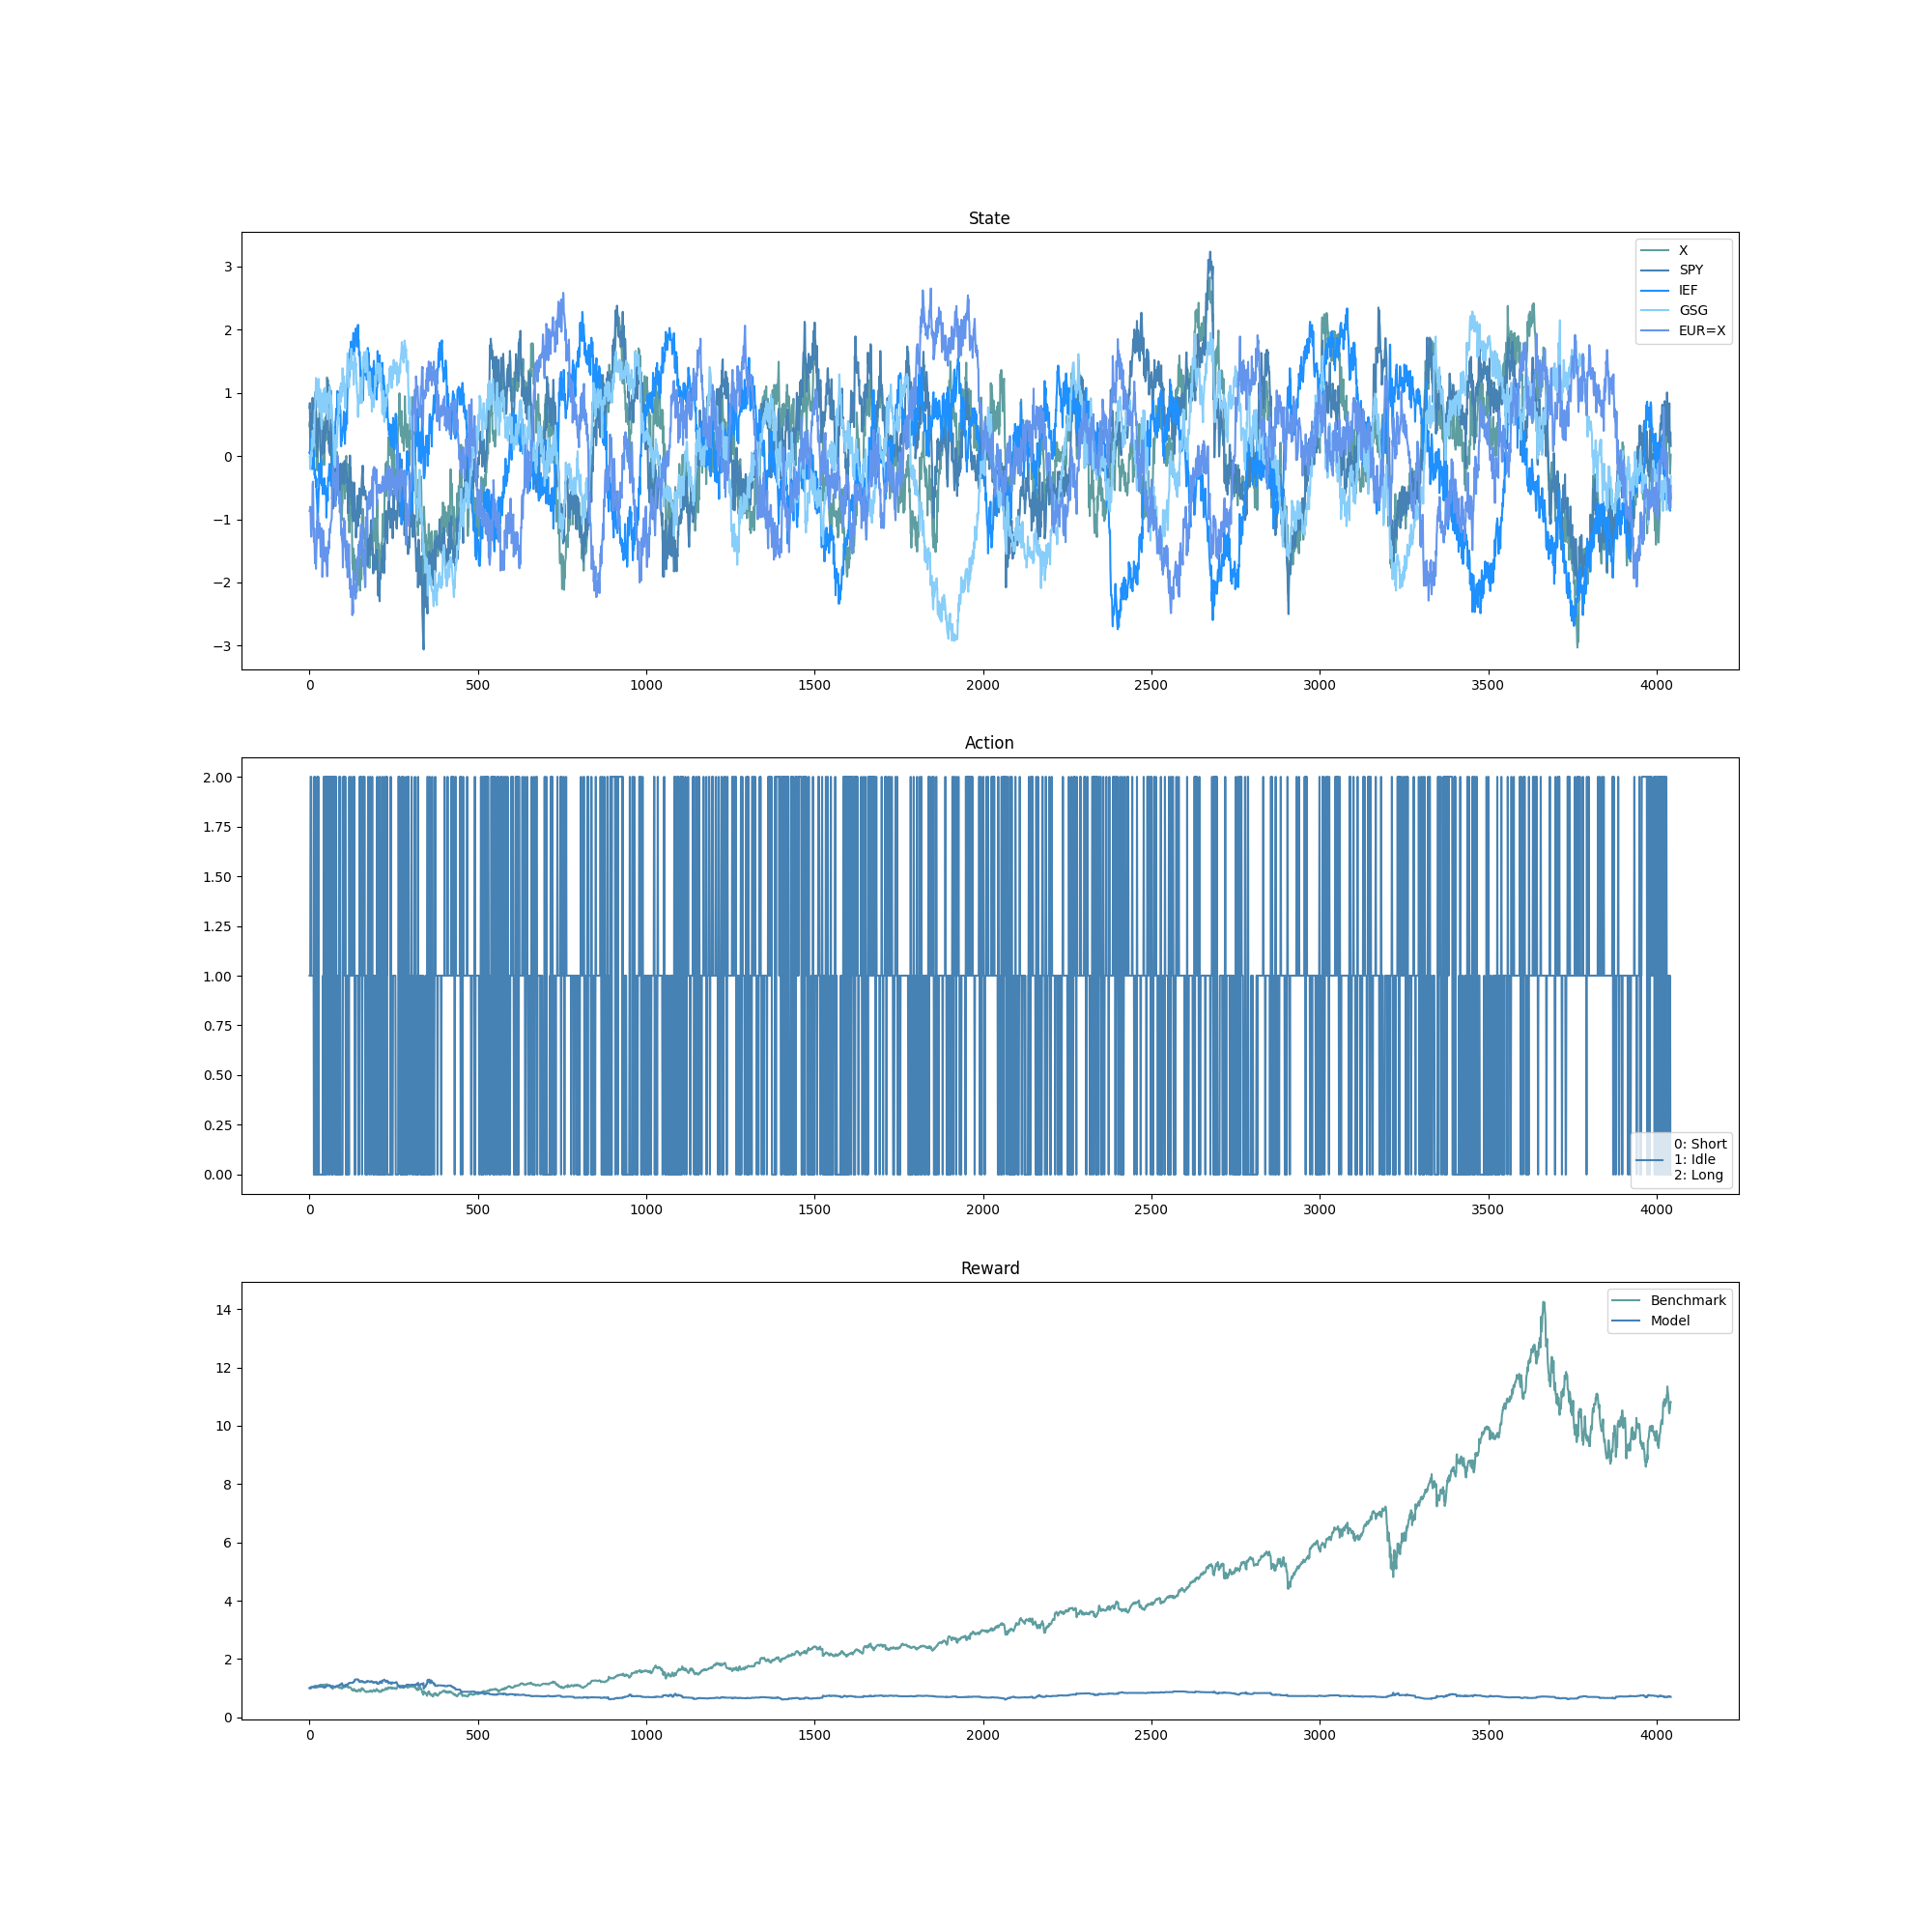 State
3
2
1
0
−1
−2
−3
X
SPY
IEF
GSG
EUR=X
0 500 1000 1500 2000 2500 3000 3500 4000
Action
2.00
1.75
1.50
1.25
1.00
0.75
0.50
0.25
0.00
0: Short
1: Idle
2: Long
0 500 1000 1500 2000 2500 3000 3500 4000
Reward
14
12
10
8
6
4
2
0
Benchmark
Model
0 500 1000 1500 2000 2500 3000 3500 4000